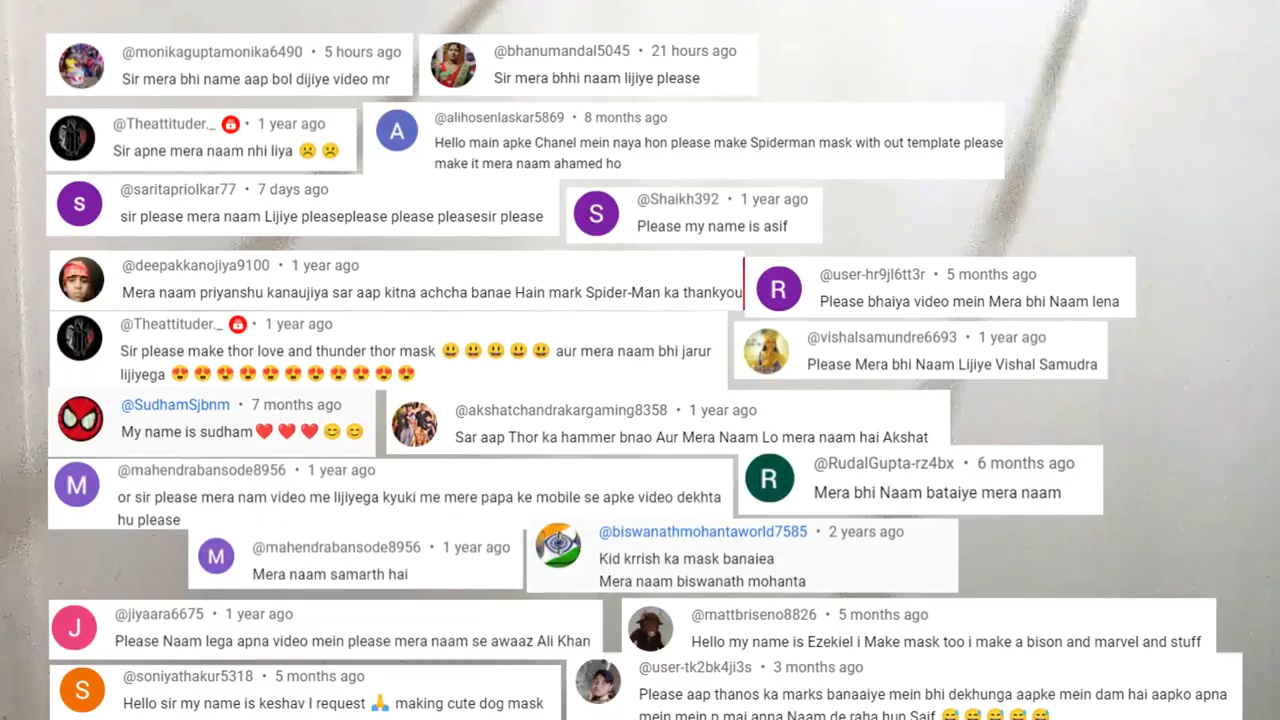 @monikaguptamonika6490 • 5 hours ago
Sir mera bhi name aap bol dijiye video mr
@bhanumandal5045 • 21 hours ago
Sir mera bhhi naam lijiye please
@Theattituder._ • 1 year ago
Sir apne mera naam nhi liya ☹️ ☹️
A
@alihosenlaskar5869 • 8 months ago
Hello main apke Chanel mein naya hon please make Spiderman mask with out template please
make it mera naam ahamed ho
s
@saritapriolkar77 • 7 days ago
sir please mera naam Lijiye pleaseplease please pleasesir please
S
@Shaikh392 • 1 year ago
Please my name is asif
@deepakkanojiya9100 • 1 year ago
Mera naam priyanshu kanaujiya sar aap kitna achcha banae Hain mark Spider-Man ka thankyou
R
@user-hr9jl6tt3r • 5 months ago
Please bhaiya video mein Mera bhi Naam lena
@Theattituder._ • 1 year ago
Sir please make thor love and thunder thor mask 😃 😃 😃 😃 😃 aur mera naam bhi jarur
lijiyega 😍 😍 😍 😍 😍 😍 😍 😍 😍 😍 😍
@vishalsamundre6693 • 1 year ago
Please Mera bhi Naam Lijiye Vishal Samudra
@SudhamSjbnm • 7 months ago
My name is sudham❤️ ❤️ ❤️ 😊 😊
@akshatchandrakargaming8358 • 1 year ago
Sar aap Thor ka hammer bnao Aur Mera Naam Lo mera naam hai Akshat
M
@mahendrabansode8956 • 1 year ago
or sir please mera nam video me lijiyega kyuki me mere papa ke mobile se apke video dekhta
hu please
R
@RudalGupta-rz4bx • 6 months ago
Mera bhi Naam bataiye mera naam
M
@mahendrabansode8956 • 1 year ago
Mera naam samarth hai
@biswanathmohantaworld7585 • 2 years ago
Kid krrish ka mask banaiea
Mera naam biswanath mohanta
J
@jiyaara6675 • 1 year ago
Please Naam lega apna video mein please mera naam se awaaz Ali Khan
@mattbriseno8826 • 5 months ago
Hello my name is Ezekiel i Make mask too i make a bison and marvel and stuff
S
@soniyathakur5318 • 5 months ago
Hello sir my name is keshav I request 🙏 making cute dog mask
@user-tk2bk4ji3s • 3 months ago
Please aap thanos ka marks banaaiye mein bhi dekhunga aapke mein dam hai aapko apna
mein mein p mai apna Naam de raha hun Saif 😅 😅 😅 😅 😅